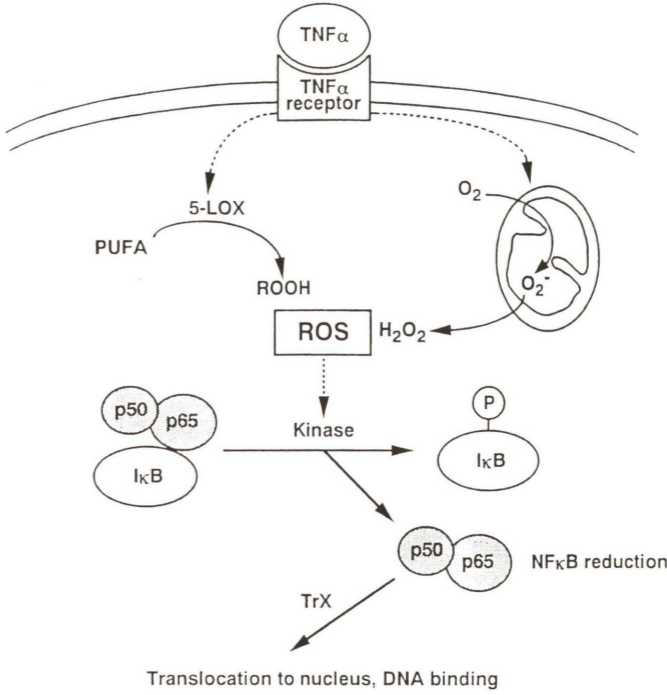 TNFα
TNFα
receptor
5-LOX
PUFA
ROOH
O₂
O₂⁻
ROS
H₂O₂
p50
p65
IκB
Kinase
P
IκB
p50
p65
NFκB reduction
TrX
Translocation to nucleus, DNA binding